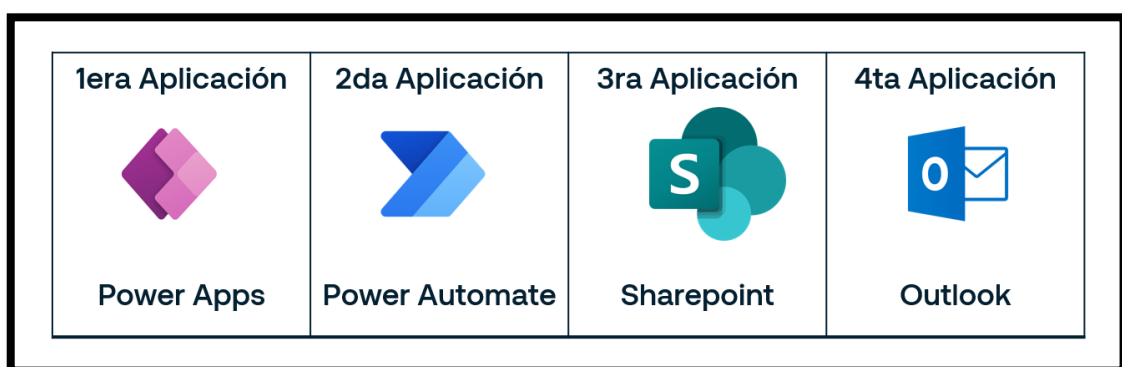 1era Aplicación
2da Aplicación
3ra Aplicación
4ta Aplicación
S
O
Power Apps
Power Automate
Sharepoint
Outlook